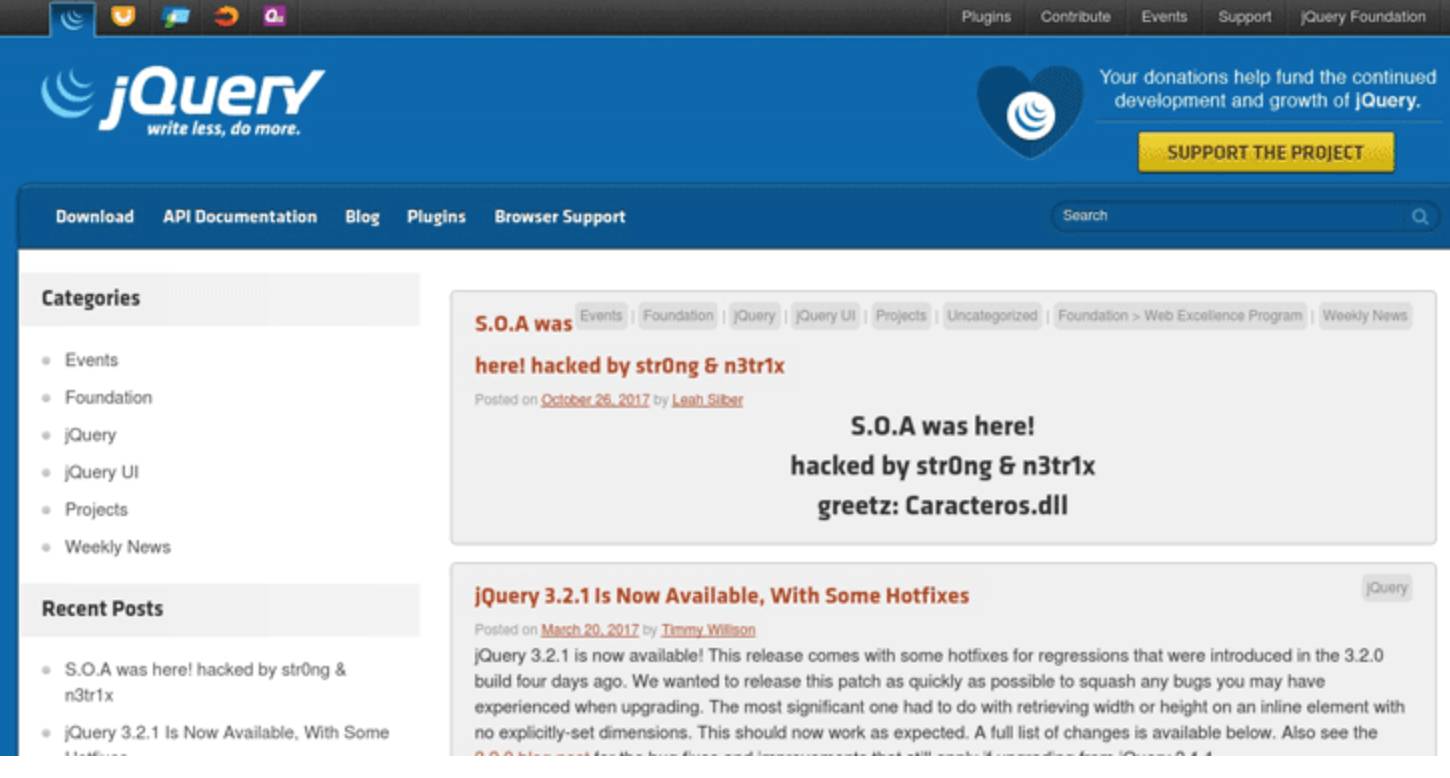 Plugins Contribute Events Support jQuery Foundation
jQuery
write less, do more.
Your donations help fund the continued
development and growth of jQuery.
SUPPORT THE PROJECT
Download API Documentation Blog Plugins Browser Support
Search
Categories
Events
Foundation
jQuery
jQuery UI
Projects
Weekly News
Recent Posts
S.O.A was here! hacked by str0ng &
n3tr1x
jQuery 3.2.1 Is Now Available, With Some
Hotfixes
S.O.A was
Events | Foundation | jQuery | jQuery UI | Projects | Uncategorized | Foundation > Web Excellence Program | Weekly News
here! hacked by str0ng & n3tr1x
Posted on October 26, 2017 by Leah Silber
S.O.A was here!
hacked by str0ng & n3tr1x
greetz: Caracteros.dll
jQuery 3.2.1 Is Now Available, With Some Hotfixes
jQuery
Posted on March 20, 2017 by Timmy Willison
jQuery 3.2.1 is now available! This release comes with some hotfixes for regressions that were introduced in the 3.2.0
build four days ago. We wanted to release this patch as quickly as possible to squash any bugs you may have
experienced when upgrading. The most significant one had to do with retrieving width or height on an inline element with
no explicitly-set dimensions. This should now work as expected. A full list of changes is available below. Also see the